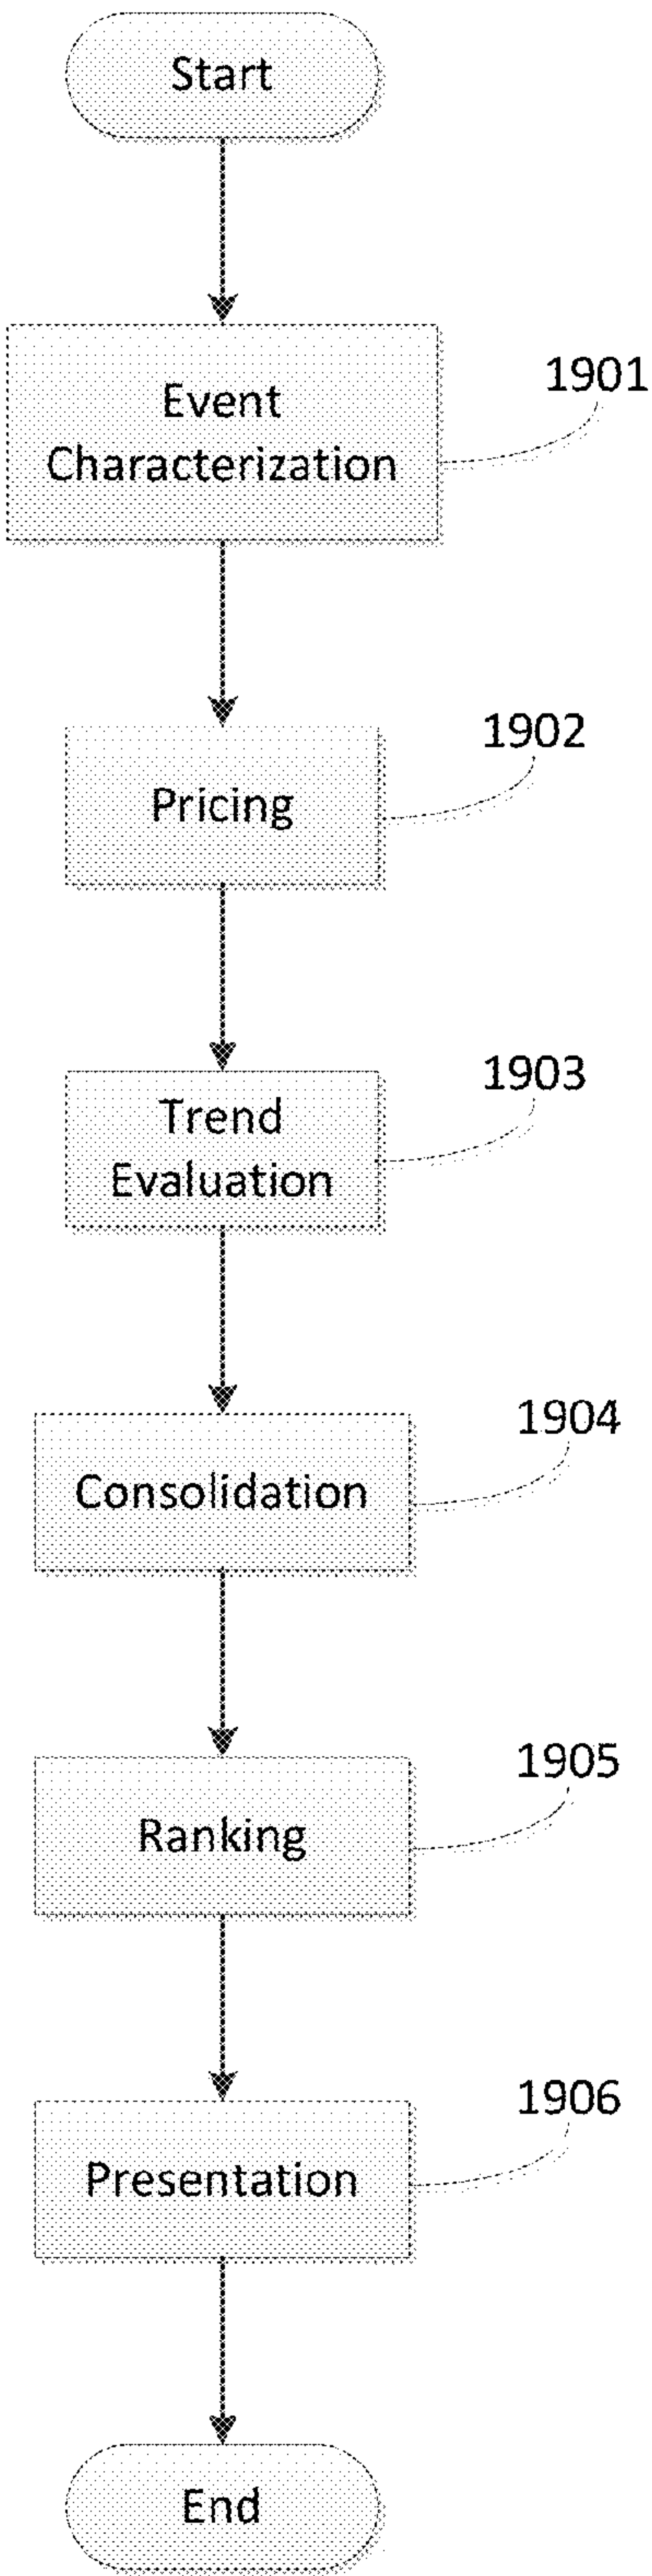 Start
Event
Characterization
1901
Pricing
1902
Trend
Evaluation
1903
Consolidation
1904
Ranking
1905
Presentation
1906
End